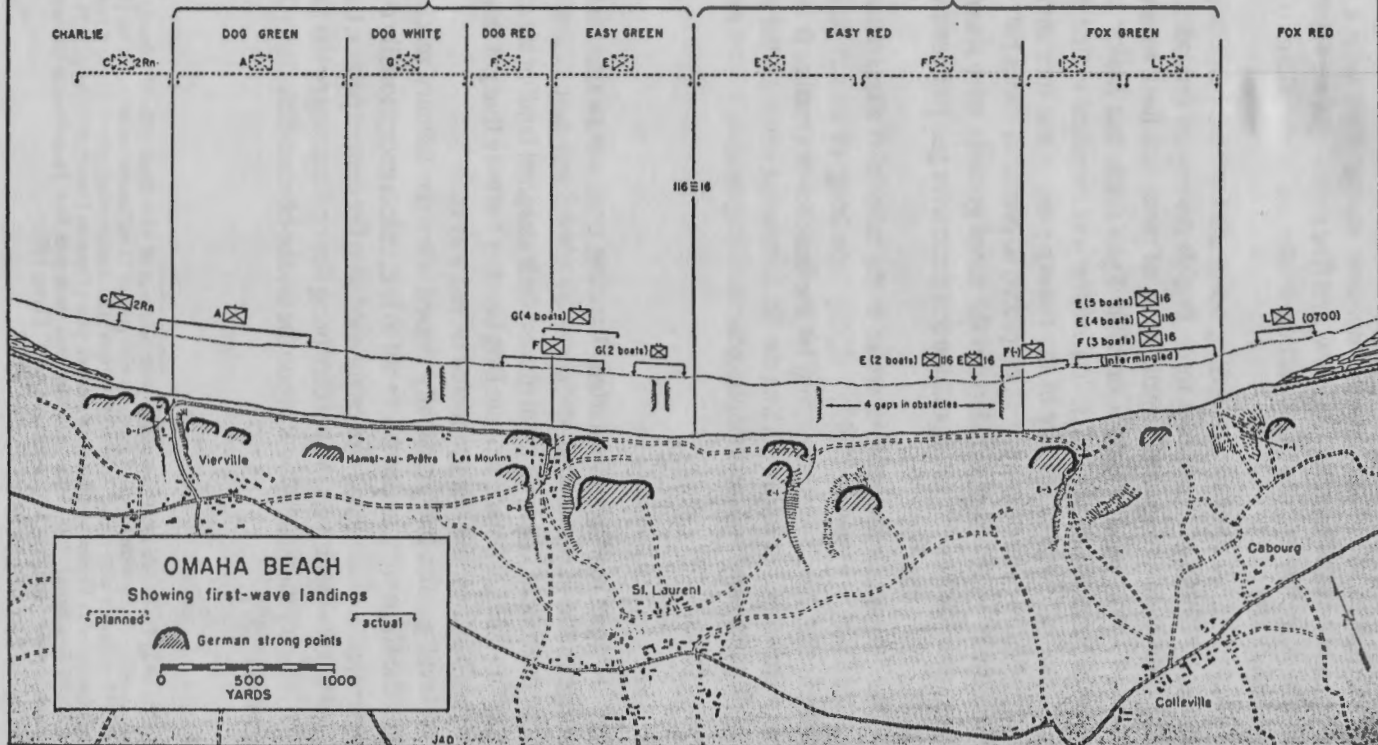 CHARLIE DOG GREEN DOG WHITE DOG RED EASY GREEN EASY RED FOX GREEN FOX RED
C 2Rn. A G F E E F I L
116 16
C 2Rn
A
G(4 boats)
F
G(2 boats)
E (2 boats) 116 E 16
F(-)
E (5 boats) 16
E (4 boats) 116
F (3 boats) 16
(Intermingled)
L (0700)
4 gaps in obstacles
D-1
Vierville
Hamel-au-Prêtre
Les Moulins
D-3
E-1
E-3
F-1
St. Laurent
Cabourg
Colleville
OMAHA BEACH
Showing first-wave landings
planned actual
German strong points
0 500 1000
YARDS
JAD
N